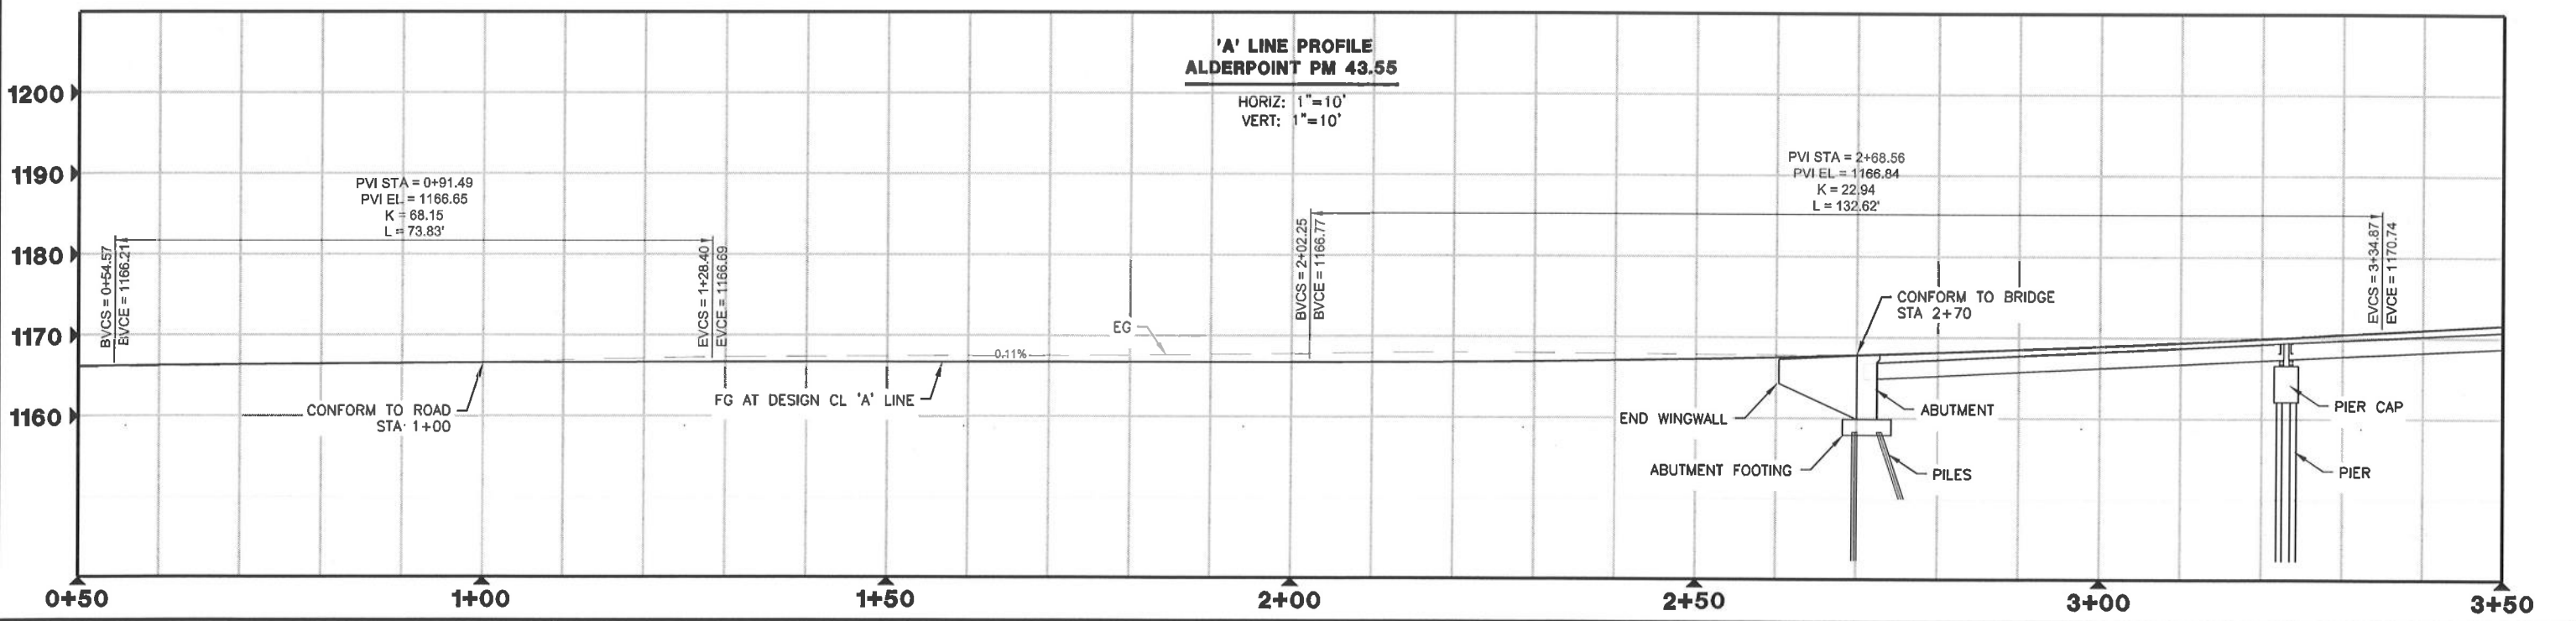 'A' LINE PROFILE
ALDERPOINT PM 43.55
HORIZ: 1"=10'
VERT: 1"=10'
1200
1190
1180
1170
1160
PVI STA = 0+91.49
PVI EL = 1166.65
K = 68.15
L = 73.83'
BVCS = 0+54.57
BVCE = 1166.21
EVCS = 1+28.40
EVCE = 1166.69
PVI STA = 2+68.56
PVI EL = 1166.84
K = 22.94
L = 132.62'
BVCS = 2+02.25
BVCE = 1166.77
EVCS = 3+34.87
EVCE = 1170.74
CONFORM TO BRIDGE
STA 2+70
EG
0.11%
FG AT DESIGN CL 'A' LINE
CONFORM TO ROAD
STA 1+00
END WINGWALL
ABUTMENT
PIER CAP
ABUTMENT FOOTING
PILES
PIER
0+50
1+00
1+50
2+00
2+50
3+00
3+50